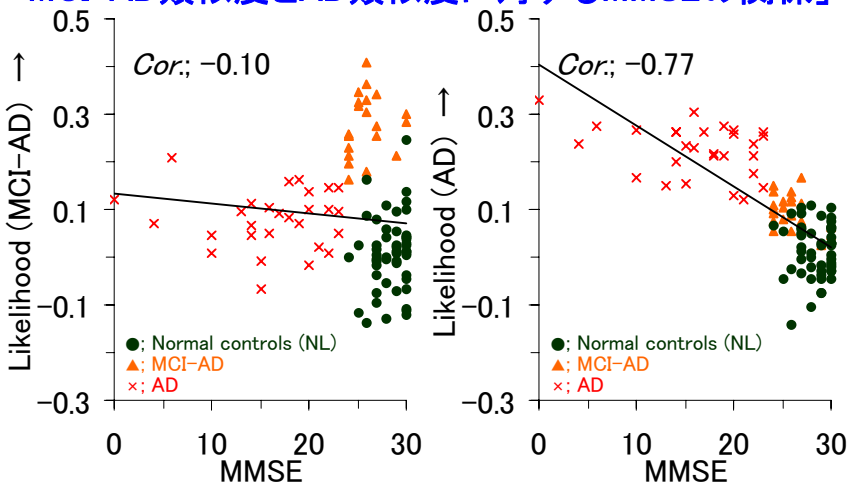 0.5
0.3
0.1
-0.1
-0.3
Likelihood (MCI-AD) →
Cor.; -0.10
●; Normal controls (NL)
▲; MCI-AD
×; AD
0
10
20
30
MMSE
0.5
0.3
0.1
-0.1
-0.3
Likelihood (AD) →
Cor.; -0.77
●; Normal controls (NL)
▲; MCI-AD
×; AD
0
10
20
30
MMSE